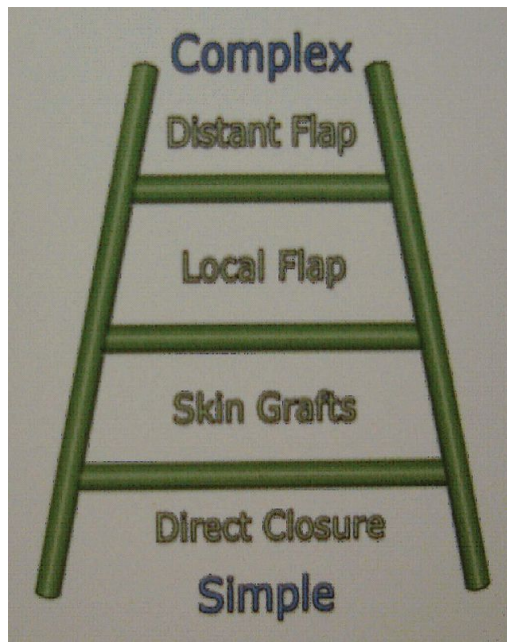 Complex
Distant Flap
Local Flap
Skin Grafts
Direct Closure
Simple